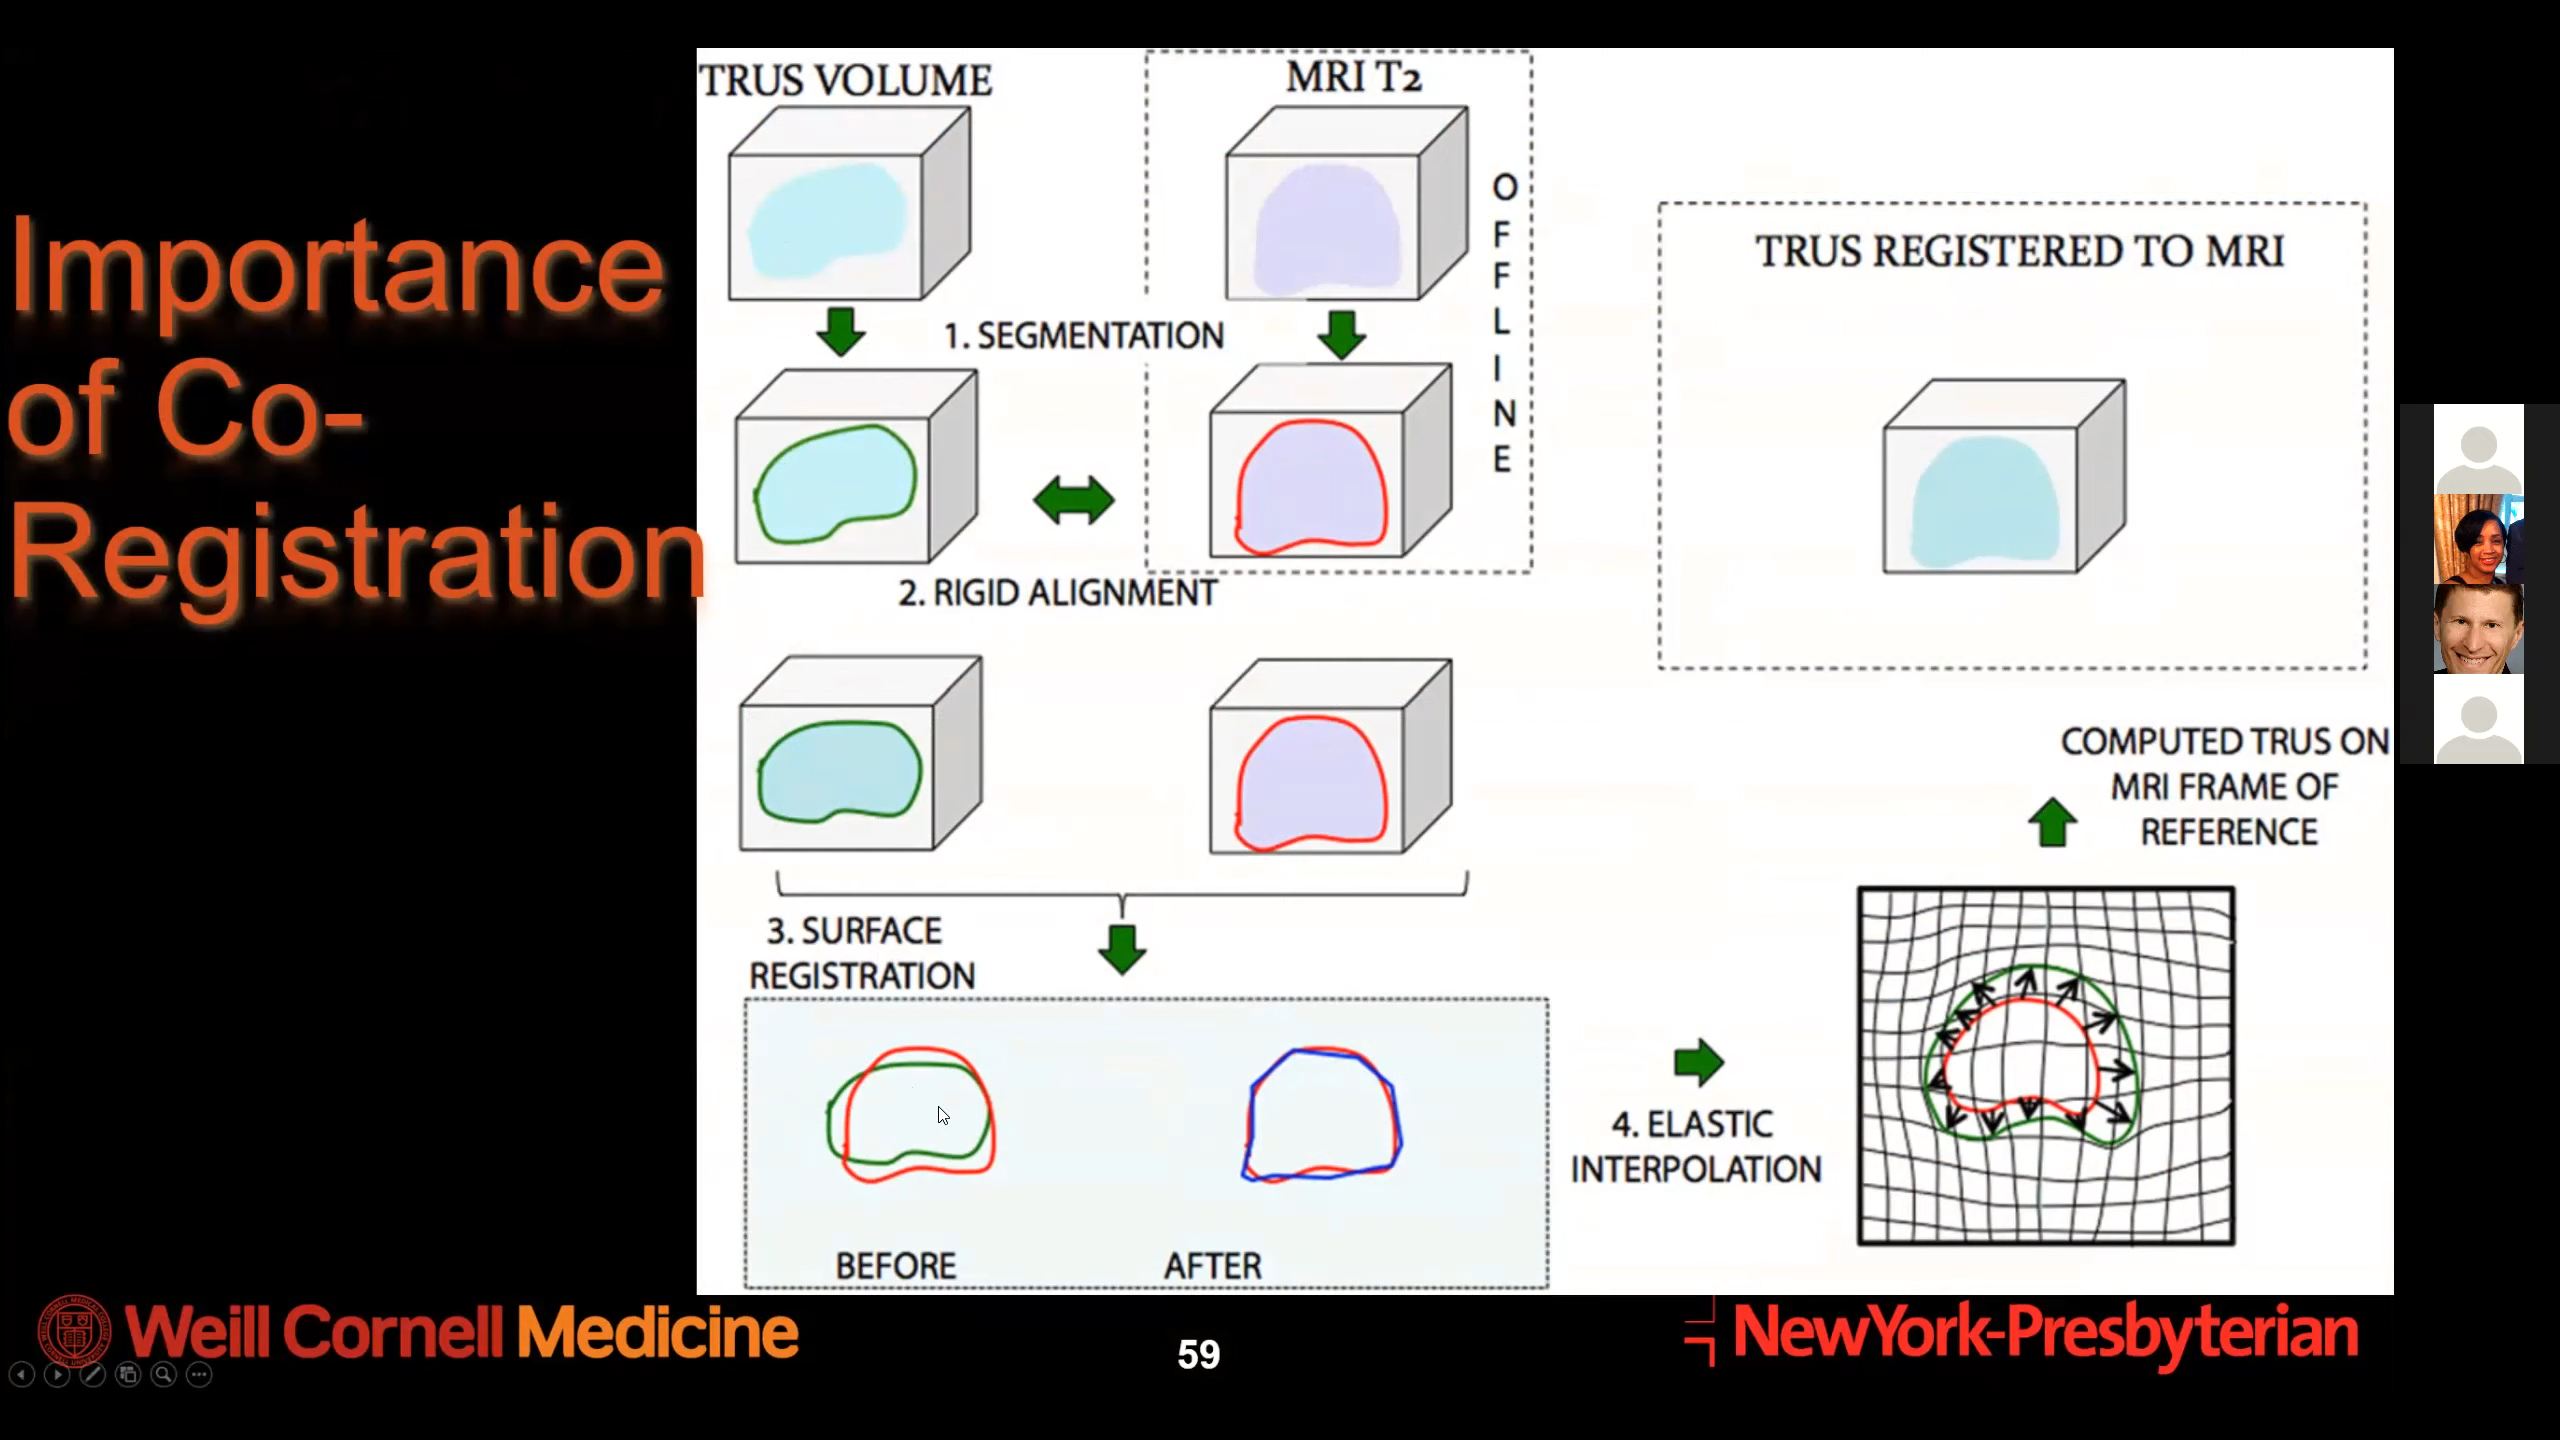 Importance
of Co-
Registration
TRUS VOLUME
MRI T2
OFFLINE
1. SEGMENTATION
2. RIGID ALIGNMENT
3. SURFACE
REGISTRATION
BEFORE
AFTER
4. ELASTIC
INTERPOLATION
COMPUTED TRUS ON
MRI FRAME OF
REFERENCE
TRUS REGISTERED TO MRI
Weill Cornell Medicine
59
NewYork-Presbyterian